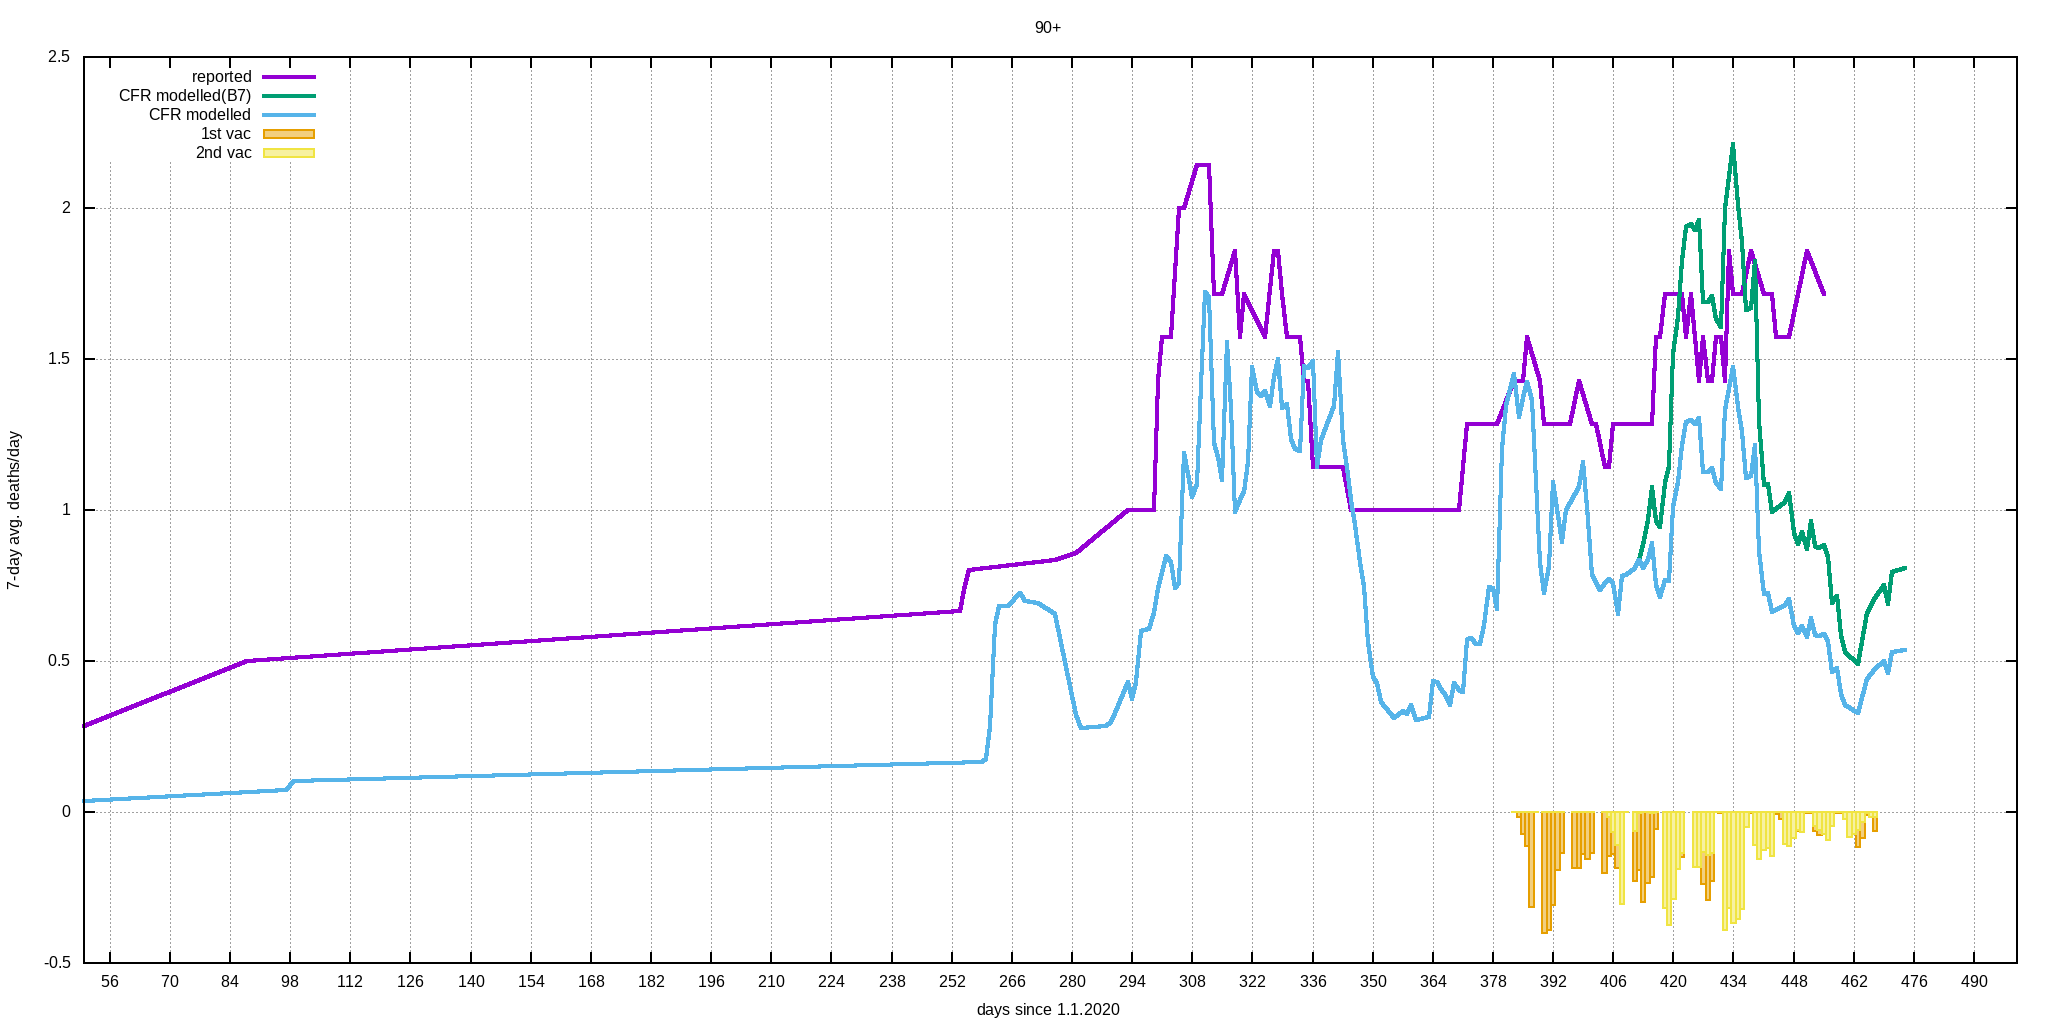 90+
2.5
2
1.5
1
0.5
0
-0.5
7-day avg. deaths/day
reported
CFR modelled(B7)
CFR modelled
1st vac
2nd vac
56 70 84 98 112 126 140 154 168 182 196 210 224 238 252 266 280 294 308 322 336 350 364 378 392 406 420 434 448 462 476 490
days since 1.1.2020